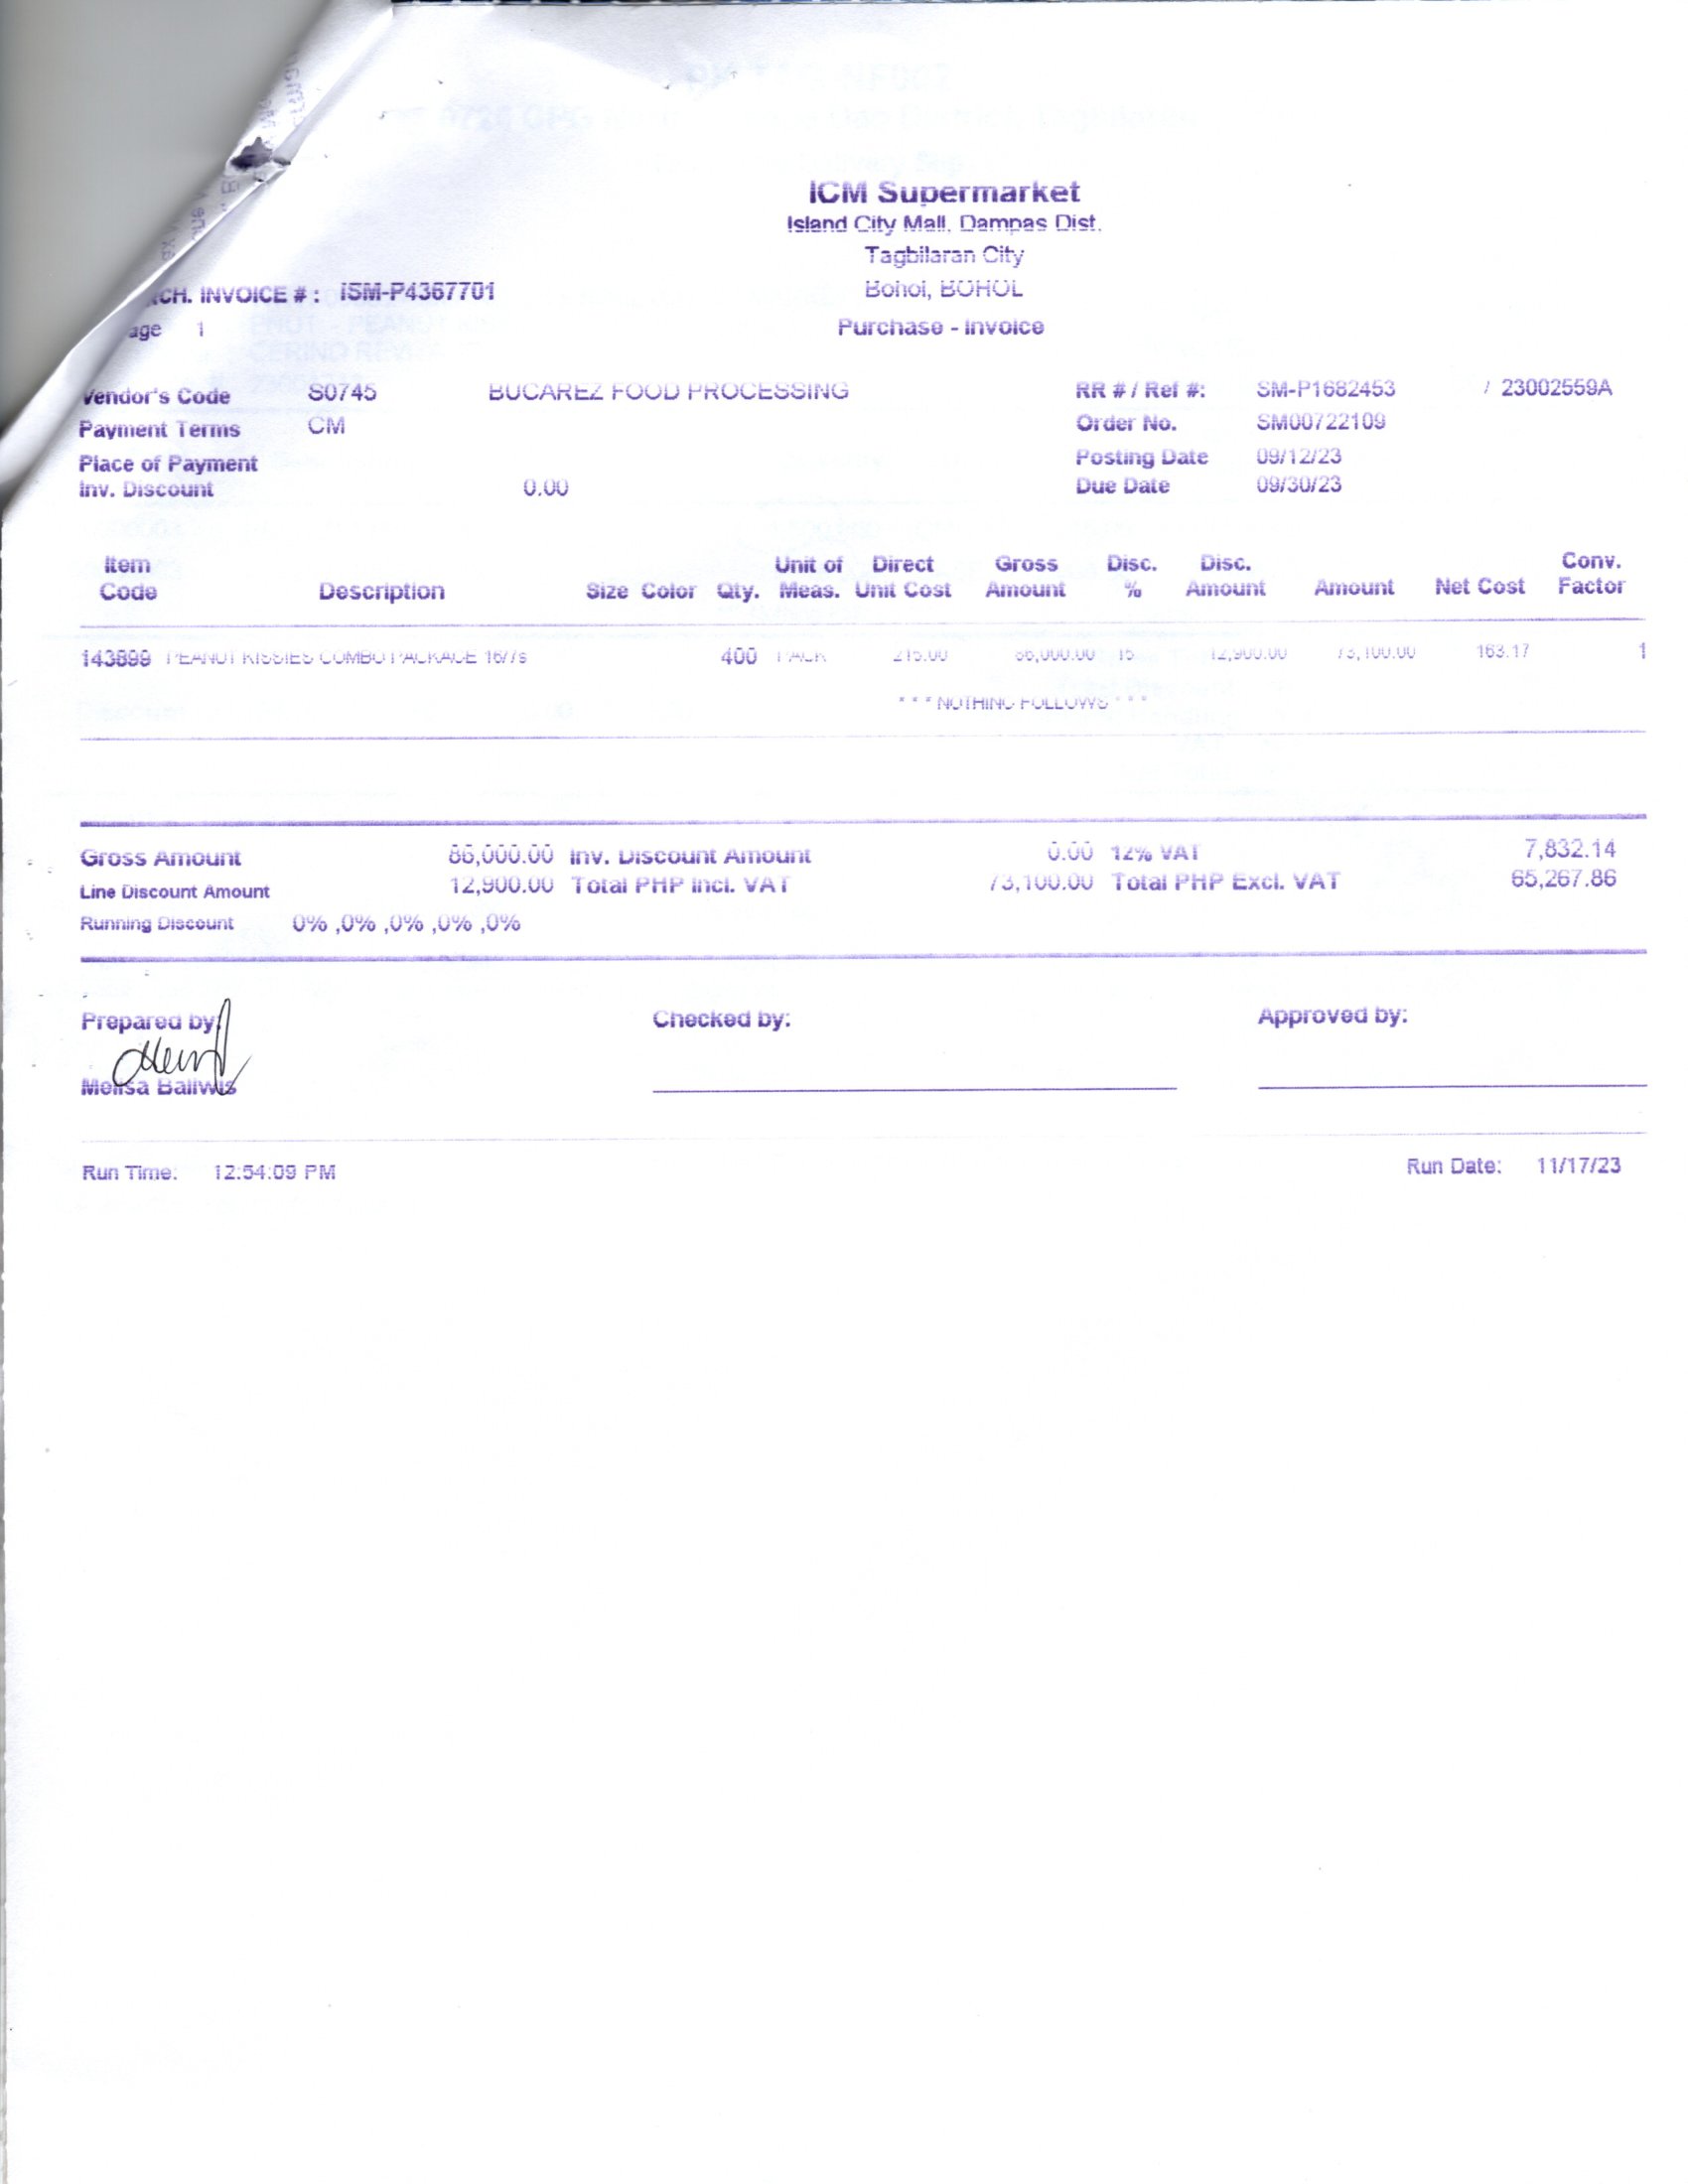 ICM Supermarket
Island City Mall, Dampas Dist.
Tagbilaran City
Bohol, BOHOL
Purchase - Invoice
CH. INVOICE # : ISM-P4367701
age 1
Vendor's Code S0745 BUCAREZ FOOD PROCESSING RR # / Ref #: SM-P1682453 / 23002559A
Payment Terms CM Order No. SM00722109
Place of Payment Posting Date 09/12/23
Inv. Discount 0.00 Due Date 09/30/23
Item Code Description Size Color Qty. Unit of Meas. Direct Unit Cost Gross Amount Disc. % Disc. Amount Amount Net Cost Conv. Factor
143899 PEANUT KISSIES COMBO PACKAGE 16/7s 400 PACK 215.00 86,000.00 15 12,900.00 73,100.00 163.17 1
* * * NOTHING FOLLOWS * * *
Gross Amount 86,000.00 Inv. Discount Amount 0.00 12% VAT 7,832.14
Line Discount Amount 12,900.00 Total PHP Incl. VAT 73,100.00 Total PHP Excl. VAT 65,267.86
Running Discount 0% ,0% ,0% ,0% ,0%
Prepared by: Checked by: Approved by:
Melisa Baliwis
Run Time: 12:54:09 PM Run Date: 11/17/23